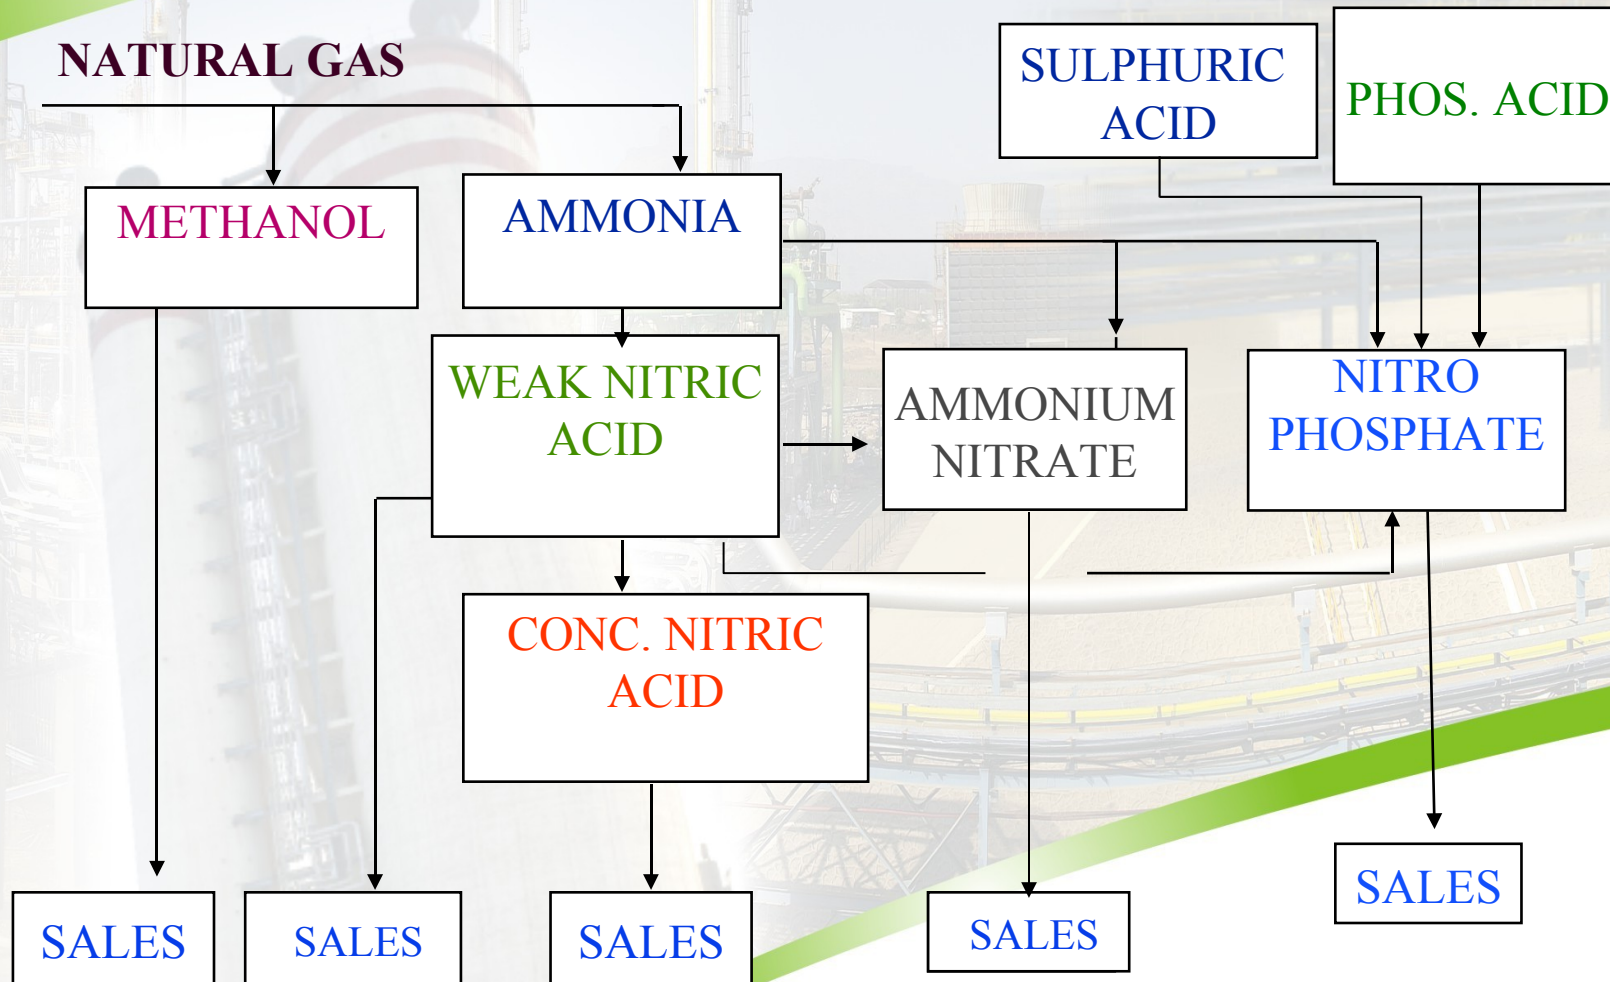 NATURAL GAS
SULPHURIC
ACID
PHOS. ACID
METHANOL
AMMONIA
WEAK NITRIC
ACID
AMMONIUM
NITRATE
NITRO
PHOSPHATE
CONC. NITRIC
ACID
SALES
SALES
SALES
SALES
SALES